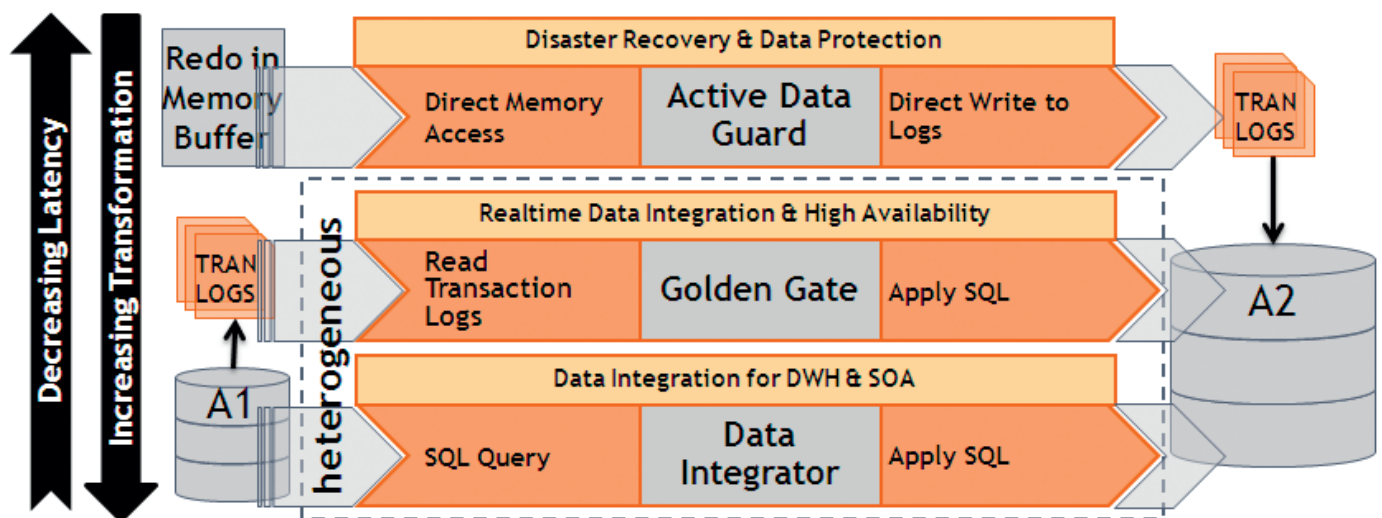 Decreasing Latency
Increasing Transformation
Redo in
Memory
Buffer
Disaster Recovery & Data Protection
Direct Memory
Access
Active Data
Guard
Direct Write to
Logs
TRAN
LOGS
heterogeneous
Realtime Data Integration & High Availability
TRAN
LOGS
Read
Transaction
Logs
Golden Gate
Apply SQL
A2
Data Integration for DWH & SOA
A1
SQL Query
Data
Integrator
Apply SQL